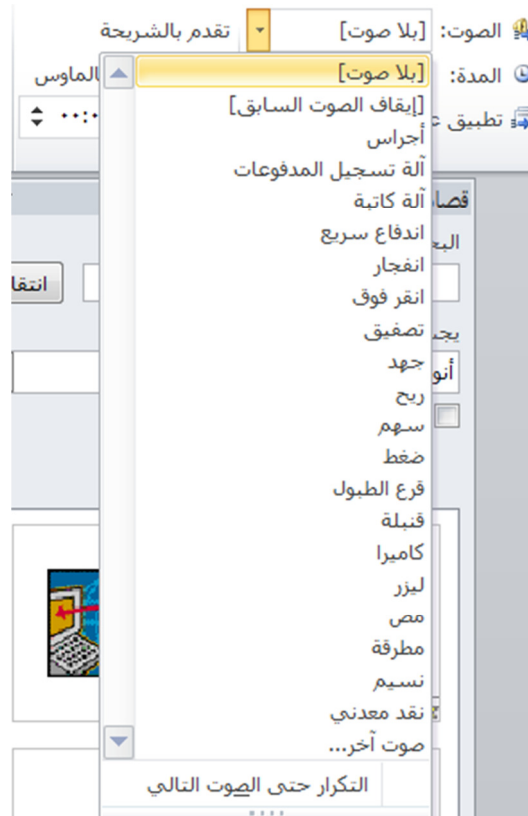 الصوت: [بلا صوت] تقدم بالشريحة
المدة:
تطبيق
[بلا صوت]
[إيقاف الصوت السابق]
أجراس
آلة تسجيل المدفوعات
آلة كاتبة
اندفاع سريع
انفجار
انقر فوق
تصفيق
جهد
ريح
سهم
ضغط
قرع الطبول
قنبلة
كاميرا
ليزر
مص
مطرقة
نسيم
نقد معدني
صوت آخر...
التكرار حتى الصوت التالي